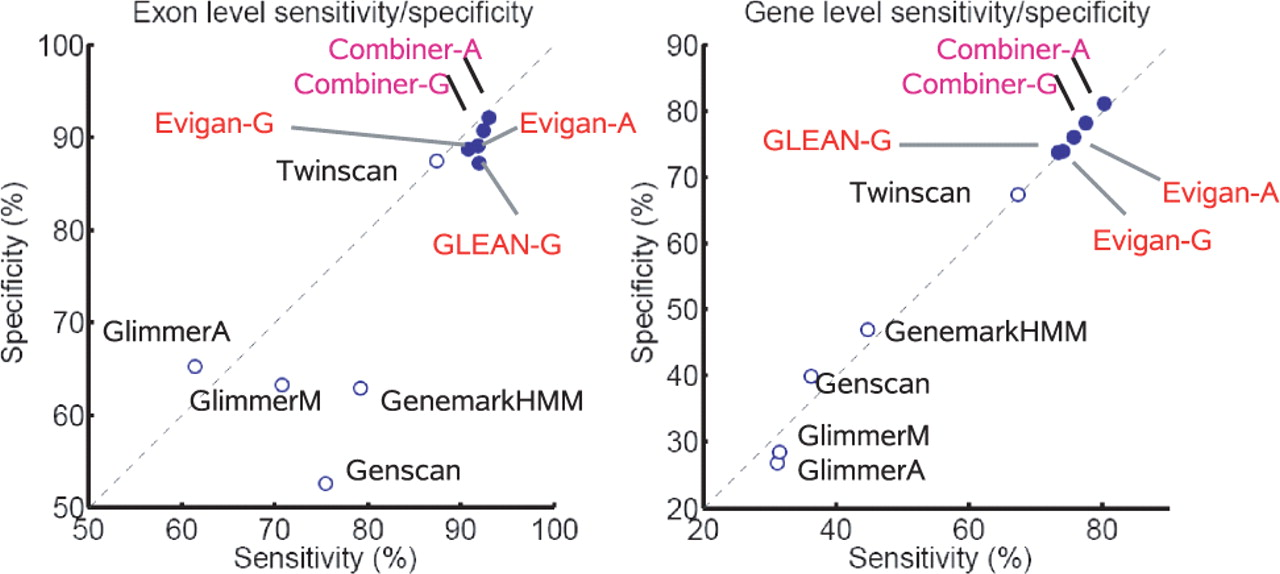 Exon level sensitivity/specificity
100
90
80
70
60
50
Specificity (%)
Combiner-A
Combiner-G
Evigan-G
Evigan-A
Twinscan
GLEAN-G
GlimmerA
GlimmerM
GenemarkHMM
Genscan
50
60
70
80
90
100
Sensitivity (%)
Gene level sensitivity/specificity
90
80
70
60
50
40
30
20
Specificity (%)
Combiner-A
Combiner-G
GLEAN-G
Twinscan
Evigan-A
Evigan-G
GenemarkHMM
Genscan
GlimmerM
GlimmerA
20
40
60
80
Sensitivity (%)